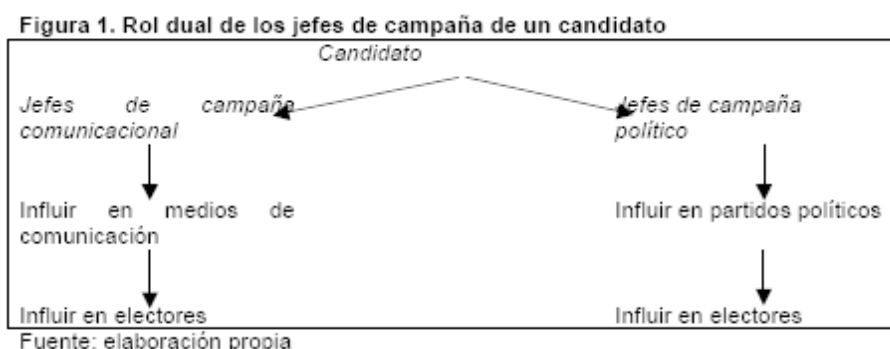 Figura 1. Rol dual de los jefes de campaña de un candidato
Candidato
Jefes de campaña
comunicacional
Jefes de campaña
político
Influir en medios de
comunicación
Influir en partidos políticos
Influir en electores
Influir en electores
Fuente: elaboración propia